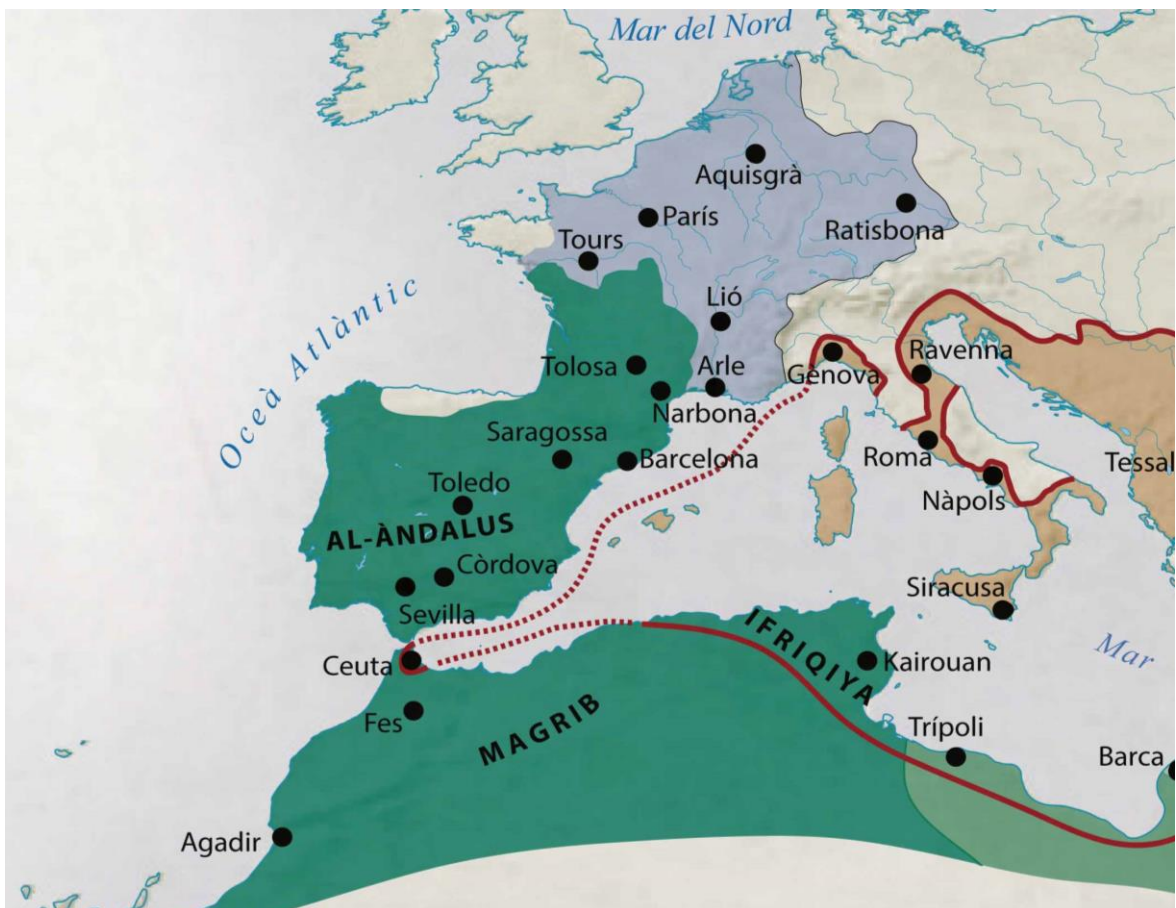 Mar del Nord
Aquisgrà
París
Ratisbona
Tours
Oceà Atlàntic
Lió
Ravenna
Tolosa
Arle
Gènova
Narbona
Saragossa
Barcelona
Roma
Tessal
Toledo
Nàpols
AL-ÀNDALUS
Còrdova
Siracusa
Sevilla
IFRIQIYA
Mar
Ceuta
Kairouan
Fes
MAGRIB
Trípoli
Barca
Agadir